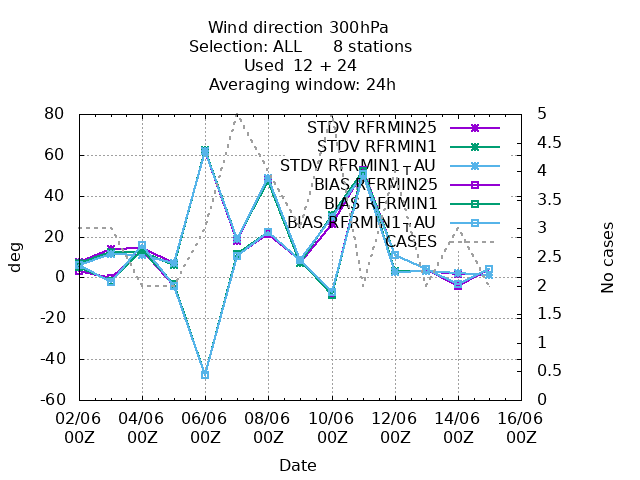 Wind direction 300hPa
Selection: ALL 8 stations
Used 12 + 24
Averaging window: 24h
80
60
40
20
0
-20
-40
-60
5
4.5
4
3.5
3
2.5
2
1.5
1
0.5
0
STDV RFRMIN25
STDV RFRMIN1
STDV RFRMIN1+AU
BIAS RFRMIN25
BIAS RFRMIN1
BIAS RFRMIN1+AU
CASES
deg
No cases
02/06 04/06 06/06 08/06 10/06 12/06 14/06 16/06
00Z 00Z 00Z 00Z 00Z 00Z 00Z 00Z
Date